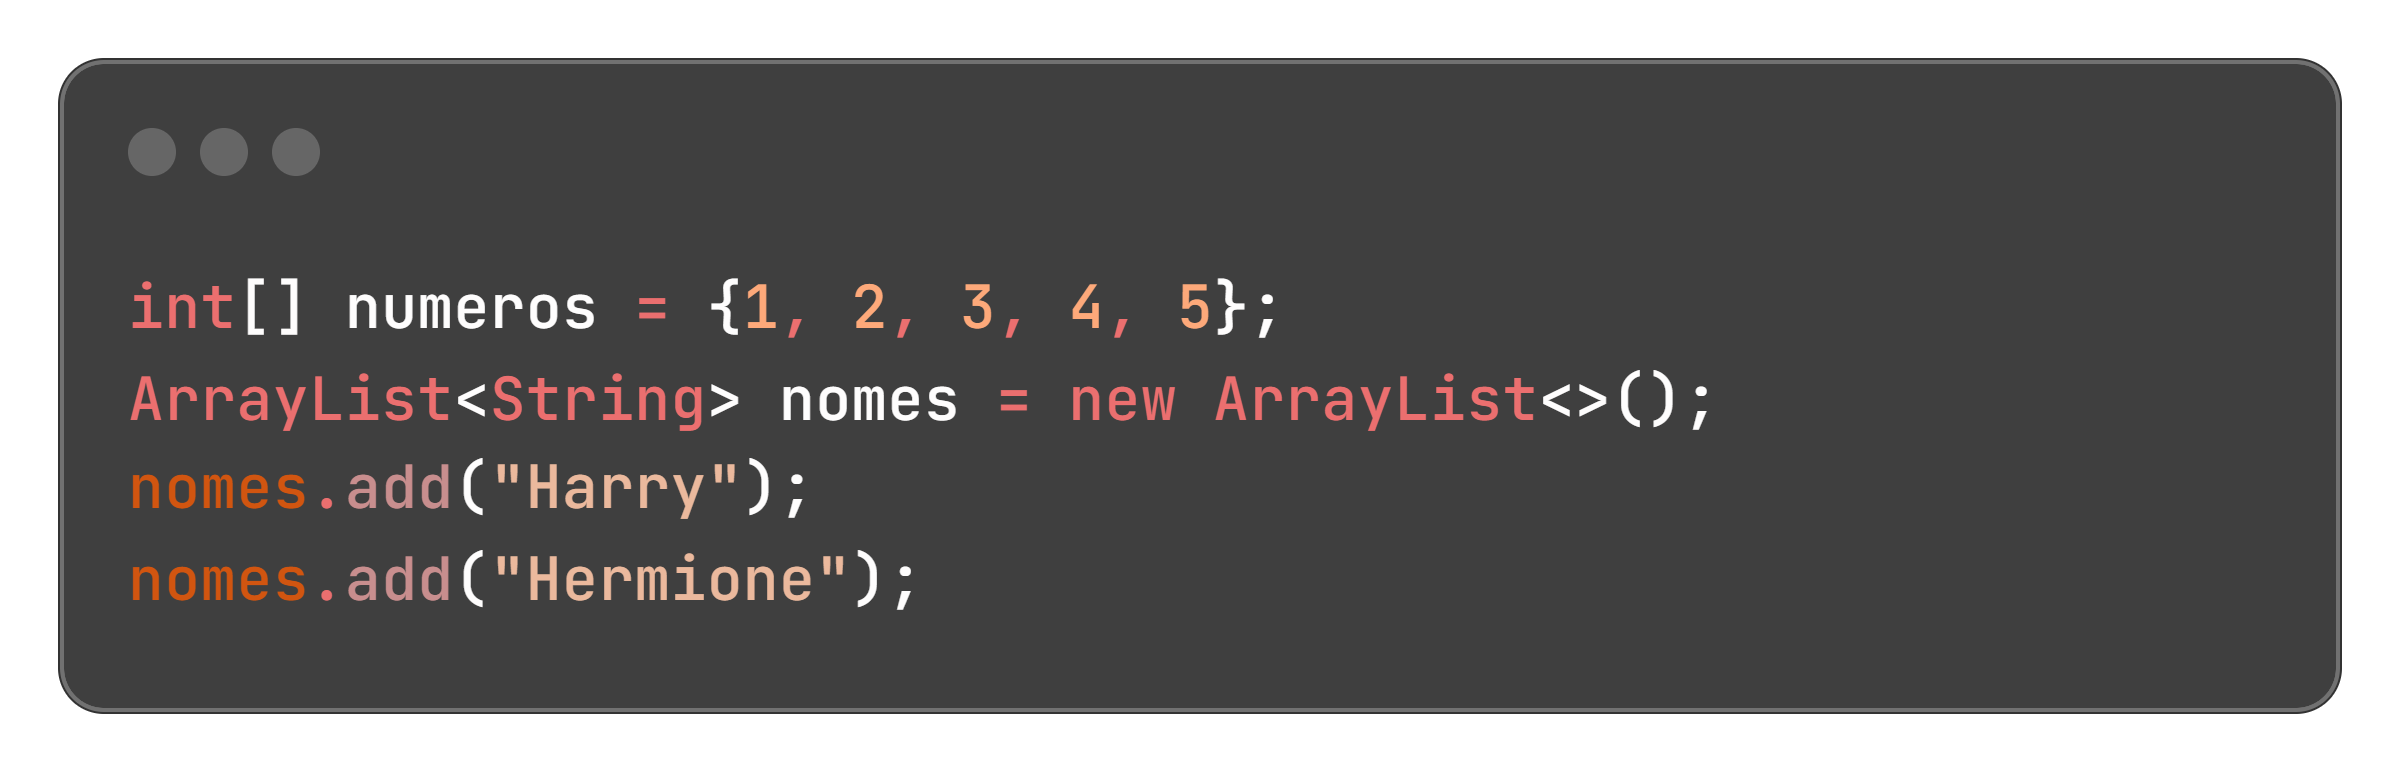 int[] numeros = {1, 2, 3, 4, 5};
ArrayList<String> nomes = new ArrayList<>();
nomes.add("Harry");
nomes.add("Hermione");